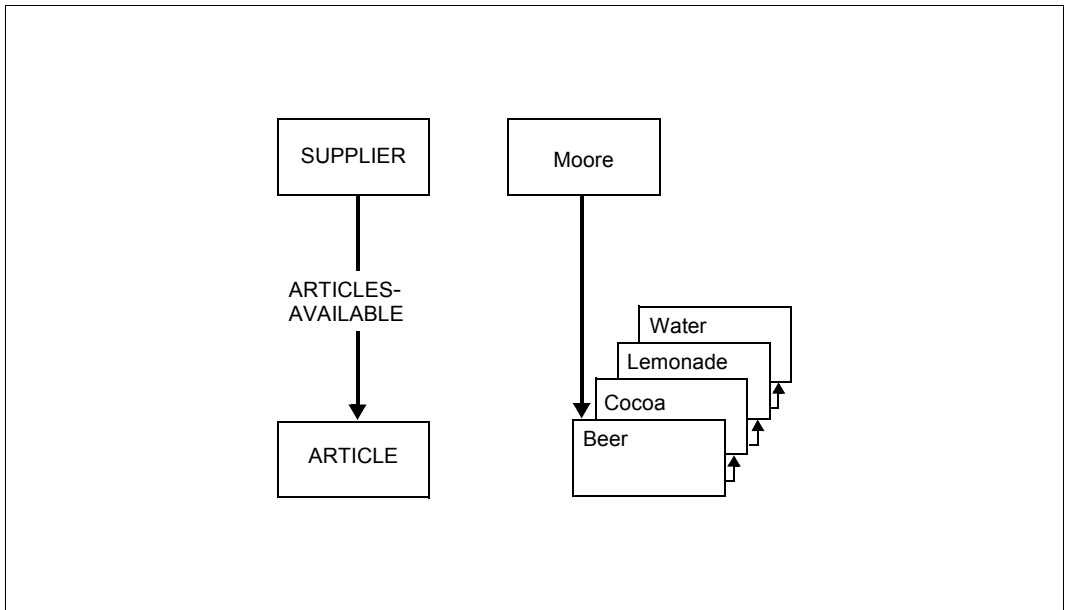 SUPPLIER
Moore
ARTICLES-
AVAILABLE
Water
Lemonade
Cocoa
Beer
ARTICLE